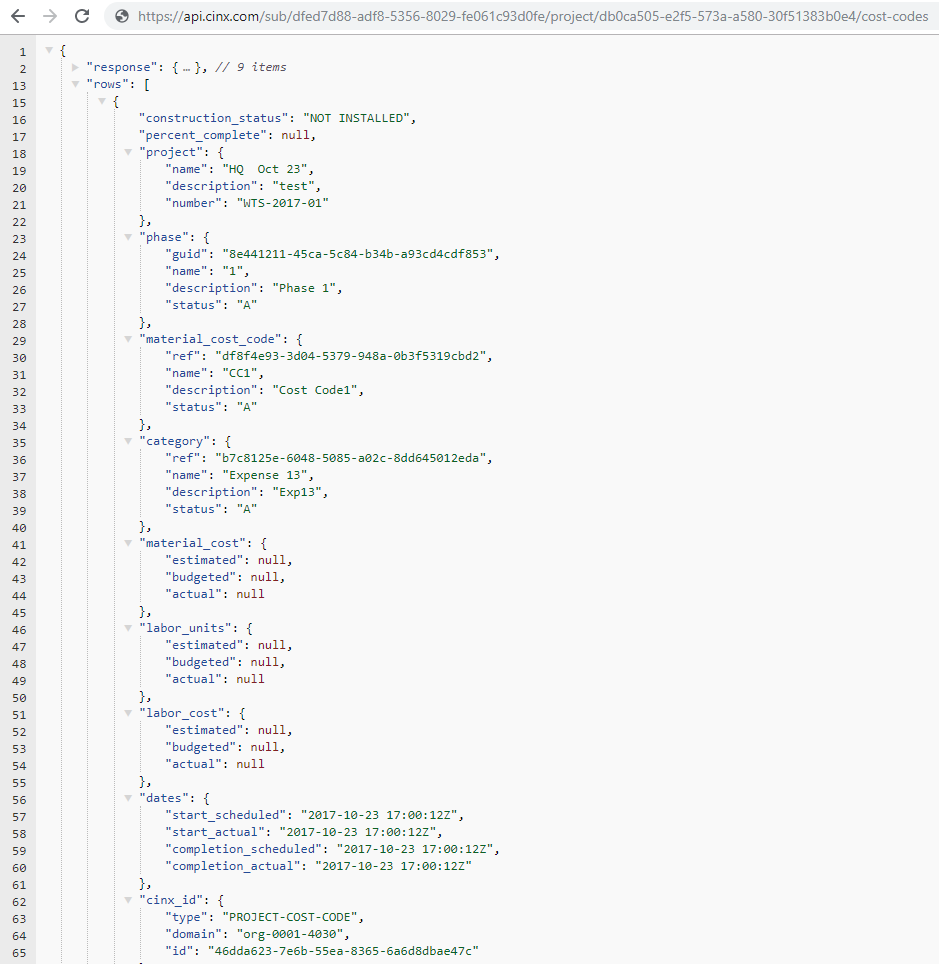 https://api.cinx.com/sub/dfed7d88-adf8-5356-8029-fe061c93d0fe/project/db0ca505-e2f5-573a-a580-30f51383b0e4/cost-codes
1 {
2 "response": { … }, // 9 items
13 "rows": [
15 {
16 "construction_status": "NOT INSTALLED",
17 "percent_complete": null,
18 "project": {
19 "name": "HQ  Oct 23",
20 "description": "test",
21 "number": "WTS-2017-01"
22 },
23 "phase": {
24 "guid": "8e441211-45ca-5c84-b34b-a93cd4cdf853",
25 "name": "1",
26 "description": "Phase 1",
27 "status": "A"
28 },
29 "material_cost_code": {
30 "ref": "df8f4e93-3d04-5379-948a-0b3f5319cbd2",
31 "name": "CC1",
32 "description": "Cost Code1",
33 "status": "A"
34 },
35 "category": {
36 "ref": "b7c8125e-6048-5085-a02c-8dd645012eda",
37 "name": "Expense 13",
38 "description": "Exp13",
39 "status": "A"
40 },
41 "material_cost": {
42 "estimated": null,
43 "budgeted": null,
44 "actual": null
45 },
46 "labor_units": {
47 "estimated": null,
48 "budgeted": null,
49 "actual": null
50 },
51 "labor_cost": {
52 "estimated": null,
53 "budgeted": null,
54 "actual": null
55 },
56 "dates": {
57 "start_scheduled": "2017-10-23 17:00:12Z",
58 "start_actual": "2017-10-23 17:00:12Z",
59 "completion_scheduled": "2017-10-23 17:00:12Z",
60 "completion_actual": "2017-10-23 17:00:12Z"
61 },
62 "cinx_id": {
63 "type": "PROJECT-COST-CODE",
64 "domain": "org-0001-4030",
65 "id": "46dda623-7e6b-55ea-8365-6a6d8dbae47c"